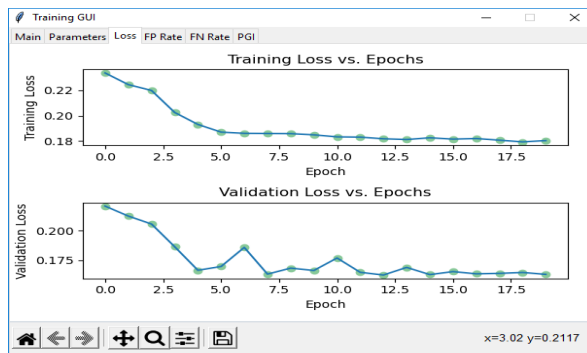 Training GUI
Main Parameters Loss FP Rate FN Rate PGI
Training Loss vs. Epochs
Training Loss
0.22
0.20
0.18
0.0 2.5 5.0 7.5 10.0 12.5 15.0 17.5
Epoch
Validation Loss vs. Epochs
Validation Loss
0.200
0.175
0.0 2.5 5.0 7.5 10.0 12.5 15.0 17.5
Epoch
x=3.02 y=0.2117